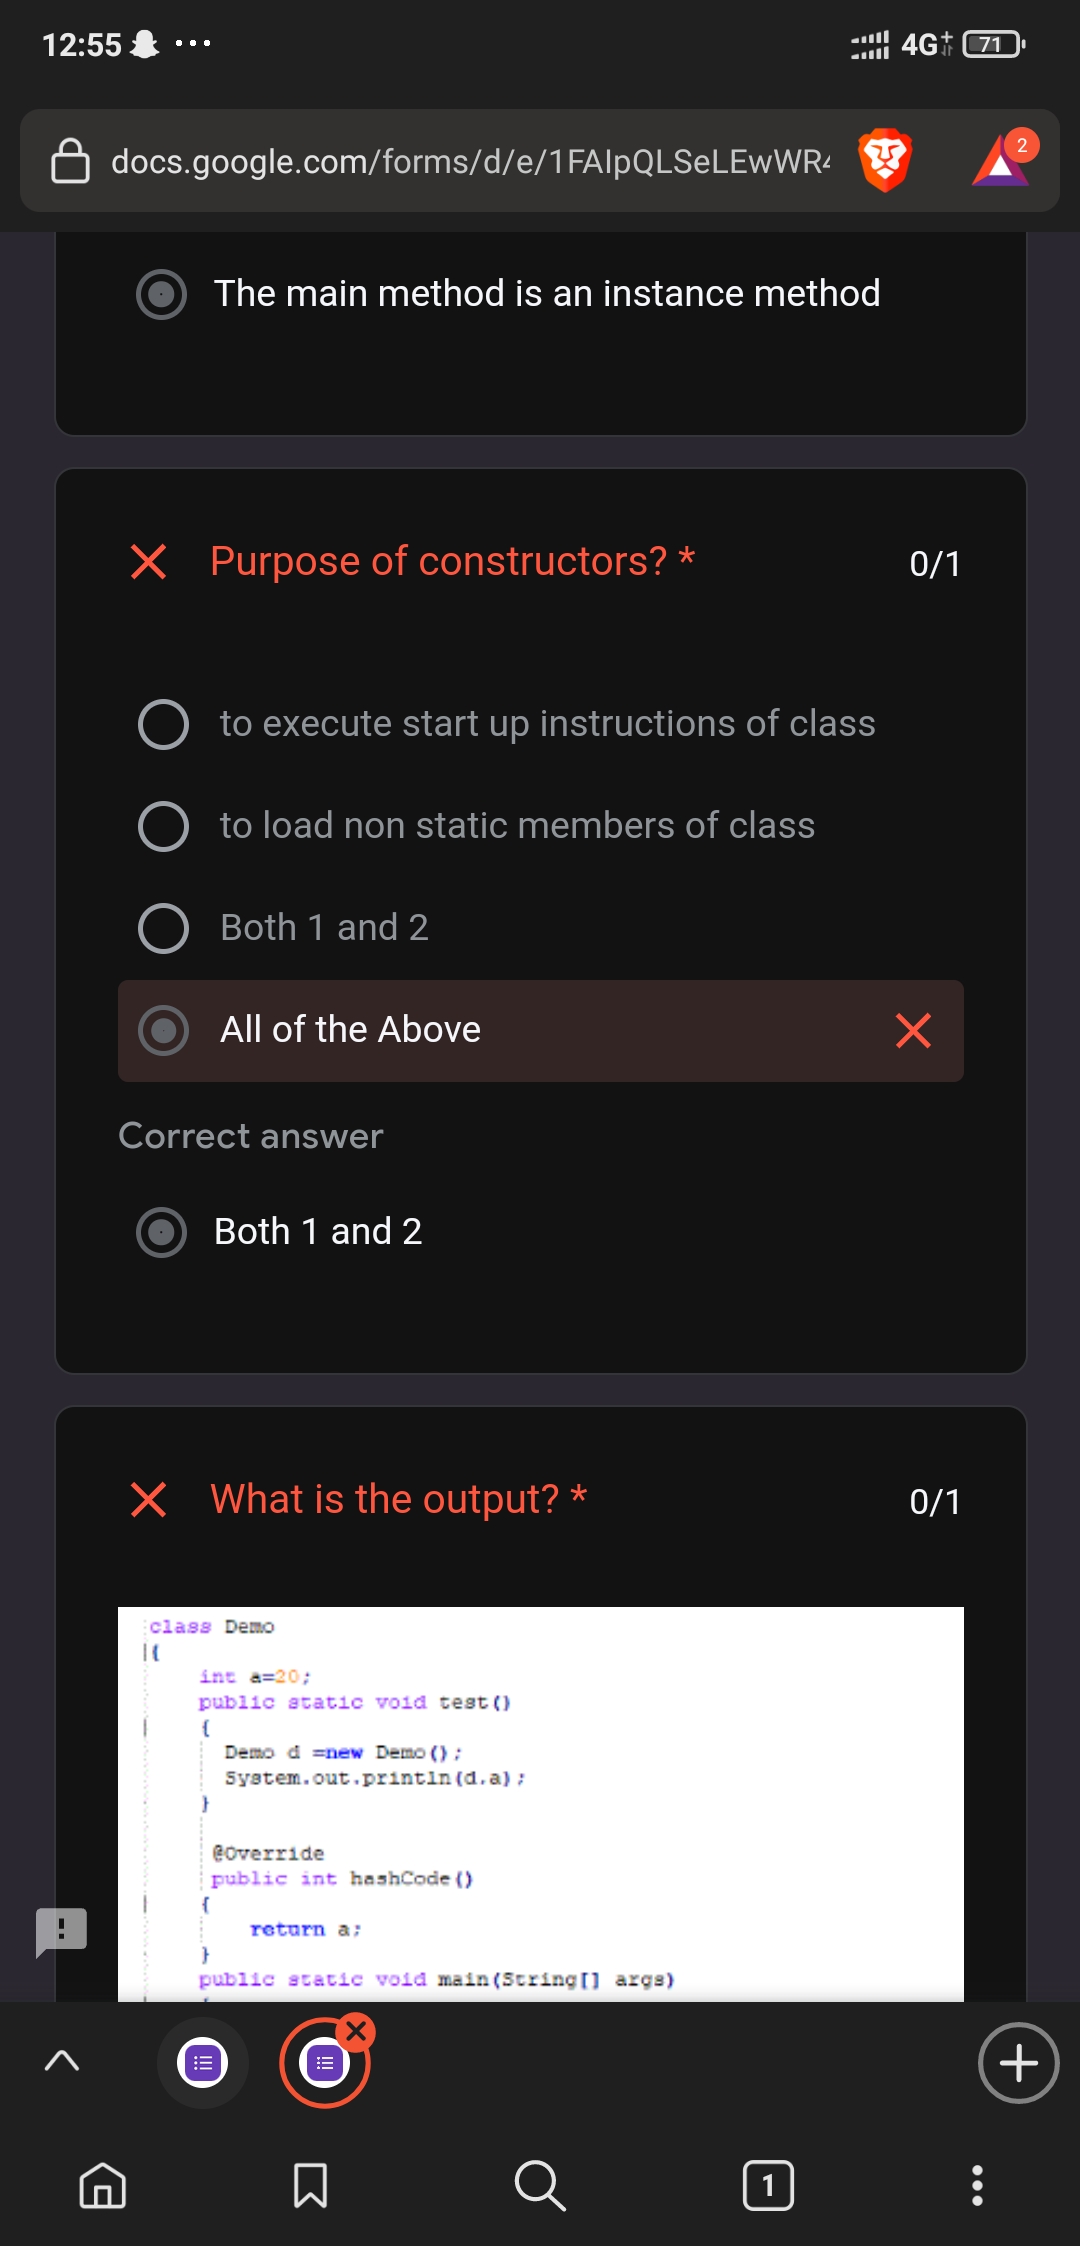 12:55
4G+
71
docs.google.com/forms/d/e/1FAIpQLSeLEwWR
2
The main method is an instance method
Purpose of constructors? *
0/1
to execute start up instructions of class
to load non static members of class
Both 1 and 2
All of the Above
Correct answer
Both 1 and 2
What is the output? *
0/1
class Demo
{
int a=20;
public static void test()
{
Demo d =new Demo();
System.out.println(d.a);
}
@Override
public int hashCode()
{
return a;
}
public static void main(String[] args)
1